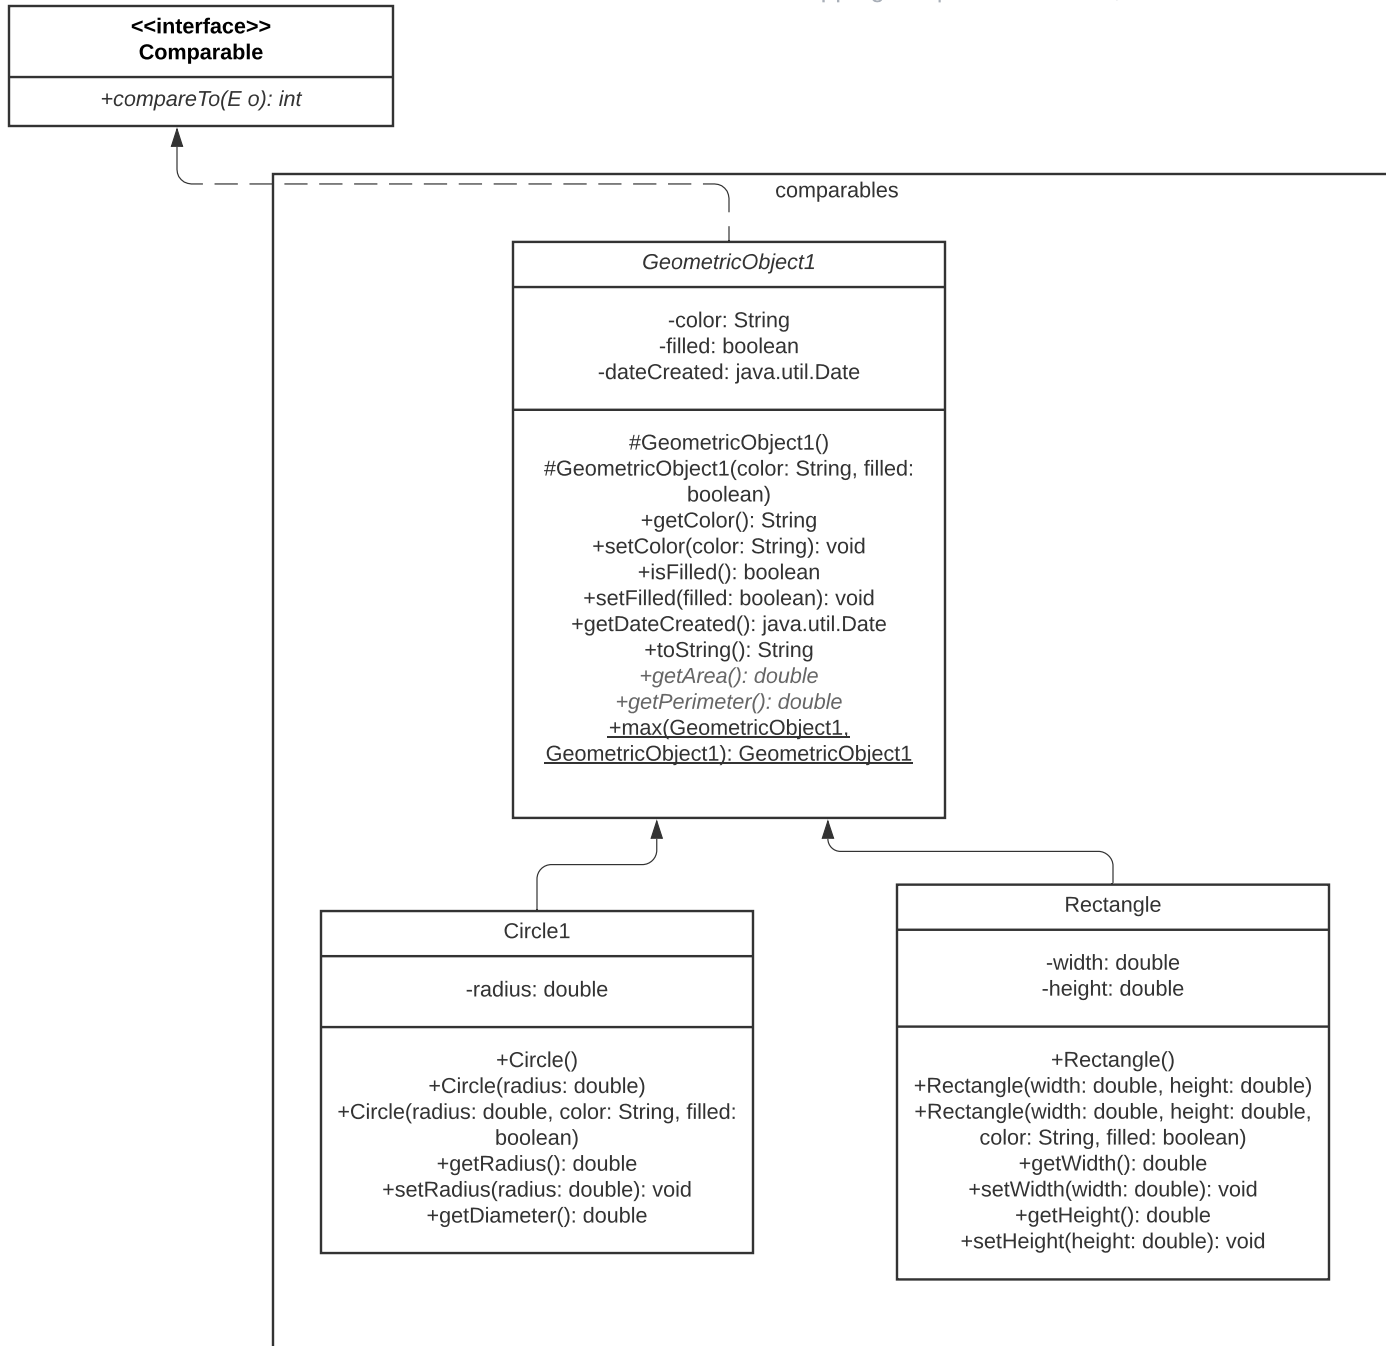 <<interface>>
Comparable
+compareTo(E o): int
comparables
GeometricObject1
-color: String
-filled: boolean
-dateCreated: java.util.Date
#GeometricObject1()
#GeometricObject1(color: String, filled:
boolean)
+getColor(): String
+setColor(color: String): void
+isFilled(): boolean
+setFilled(filled: boolean): void
+getDateCreated(): java.util.Date
+toString(): String
+getArea(): double
+getPerimeter(): double
+max(GeometricObject1,
GeometricObject1): GeometricObject1
Circle1
-radius: double
+Circle()
+Circle(radius: double)
+Circle(radius: double, color: String, filled:
boolean)
+getRadius(): double
+setRadius(radius: double): void
+getDiameter(): double
Rectangle
-width: double
-height: double
+Rectangle()
+Rectangle(width: double, height: double)
+Rectangle(width: double, height: double,
color: String, filled: boolean)
+getWidth(): double
+setWidth(width: double): void
+getHeight(): double
+setHeight(height: double): void